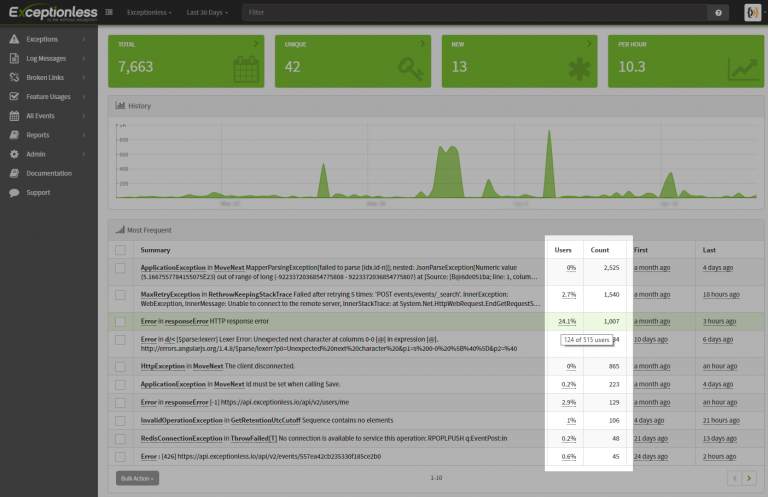 Exceptionless
Exceptionless
Last 30 Days
Filter
Exceptions
Log Messages
Broken Links
Feature Usages
All Events
Reports
Admin
Documentation
Support
TOTAL
7,663
UNIQUE
42
NEW
13
PER HOUR
10.3
History
1K
800
600
400
200
Most Frequent
Summary Users Count First Last
ApplicationException in MoveNext MapperParsingException[failed to parse [idx.id-n]]; nested: JsonParseException[Numeric value
(5.166755778415507­5E23) out of range of long (-9223372036854775808 - 9223372036854775807) at [Source: [B@6de051ba; line: 1, colum...
0% 2,525 a month ago 4 days ago
MaxRetryException in RethrowKeepingStackTrace Failed after retrying 5 times: 'POST events/events/_search'. InnerException:
WebException, InnerMessage: Unable to connect to the remote server, InnerStackTrace: at System.Net.HttpWebRequest.EndGetRequestS...
2.7% 1,540 a month ago 18 hours ago
Error in responseError HTTP response error 24.1% 1,007 a month ago 3 hours ago
124 of 515 users
Error in d/< [$parse:lexerr] Lexer Error: Unexpected next character at columns 0-0 [@] in expression [@].
http://errors.angularjs.org/1.4.8/$parse/lexerr?p0=Unexpected%20next%20character%20&p1=s%200-0%20%5B%40%5D&p2=%40
10 days ago 6 days ago
HttpException in MoveNext The client disconnected. 0% 865 a month ago an hour ago
ApplicationException in MoveNext Id must be set when calling Save. 0.2% 223 a month ago 4 days ago
Error in responseError [-1] https://api.exceptionless.io/api/v2/users/me 2.9% 129 a month ago an hour ago
InvalidOperationException in GetRetentionUtcCutoff Sequence contains no elements 1% 106 4 days ago 21 hours ago
RedisConnectionException in ThrowFailed[T] No connection is available to service this operation: RPOPLPUSH q:EventPost:in 0.2% 48 21 days ago 13 days ago
Error : [426] https://api.exceptionless.io/api/v2/events/557ea42cb235330f185ce2b0 0.6% 45 24 days ago 2 hours ago
Bulk Action
1-10